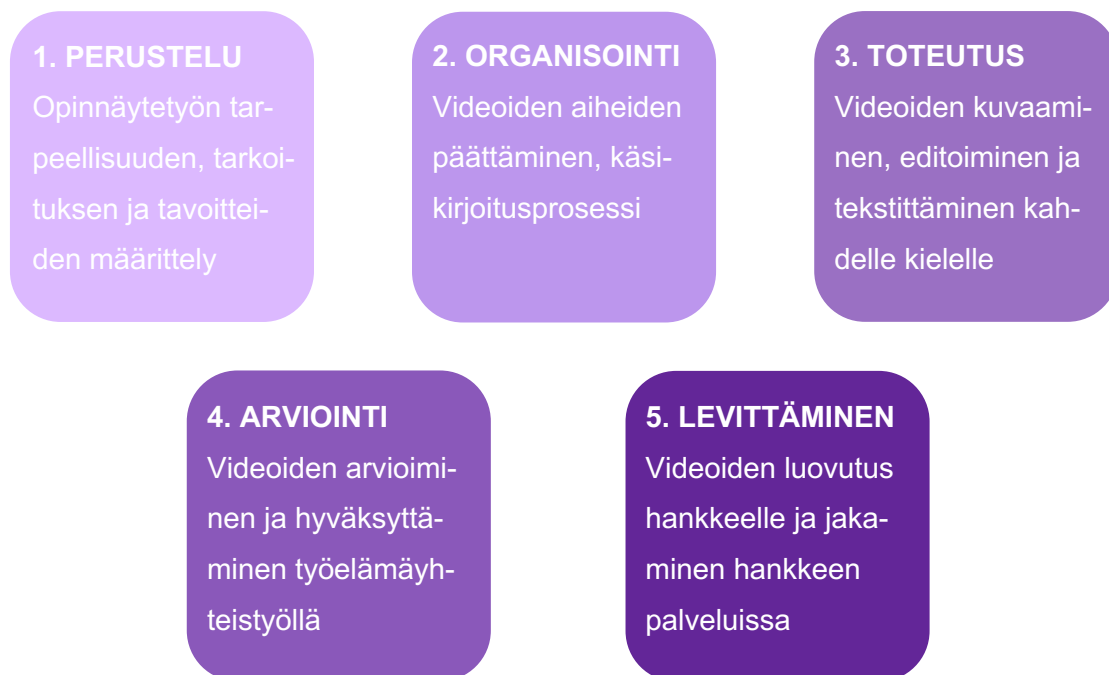 1. PERUSTELU
Opinnäytetyön tar-
peellisuuden, tarkoi-
tuksen ja tavoittei-
den määrittely
2. ORGANISOINTI
Videoiden aiheiden
päättäminen, käsi-
kirjoitusprosessi
3. TOTEUTUS
Videoiden kuvaami-
nen, editoiminen ja
tekstittäminen kah-
delle kielelle
4. ARVIOINTI
Videoiden arvioimi-
nen ja hyväksyttä-
minen työelämäyh-
teistyöllä
5. LEVITTÄMINEN
Videoiden luovutus
hankkeelle ja jaka-
minen hankkeen
palveluissa